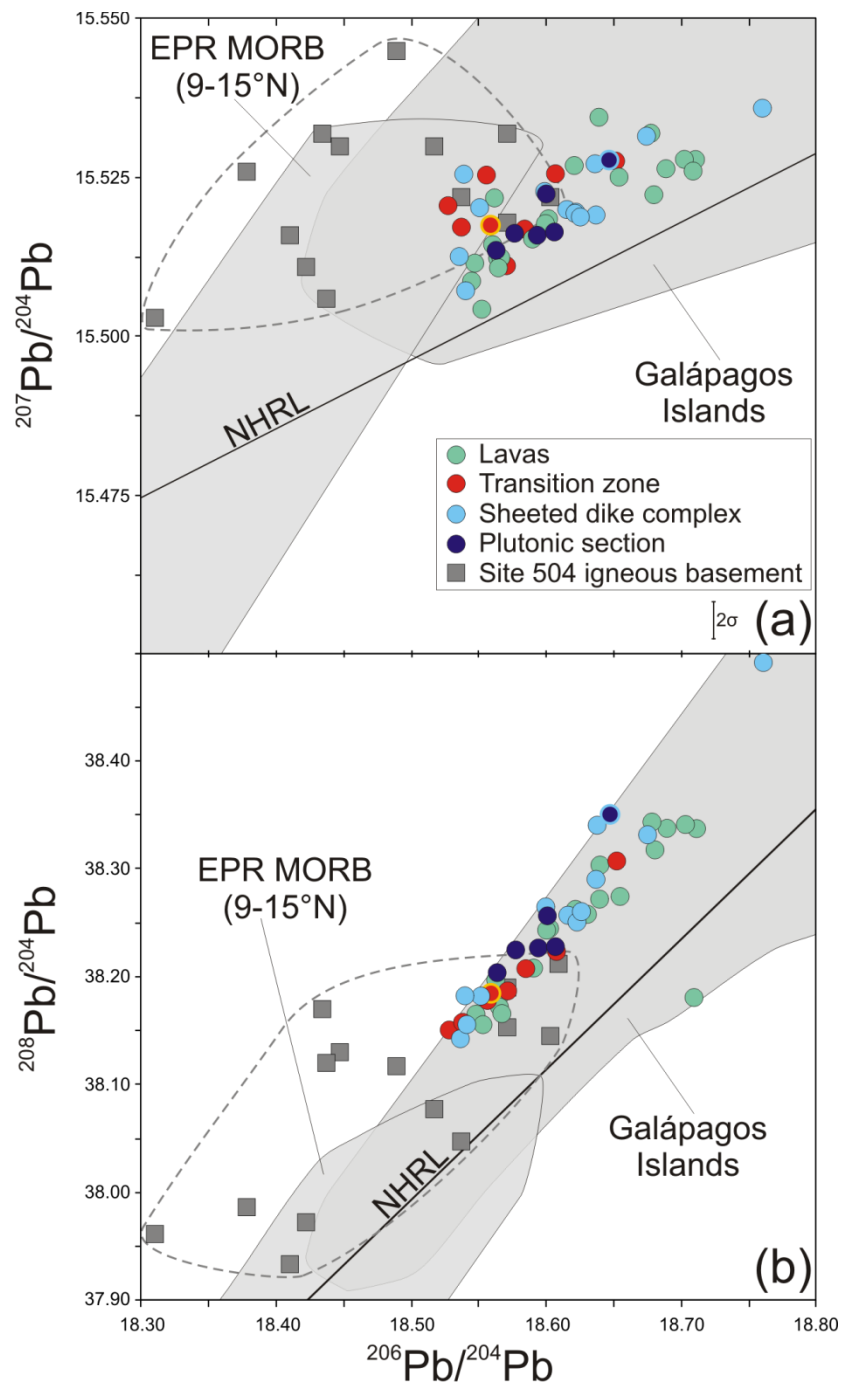 15.550
EPR MORB
(9-15°N)
15.525
15.500
207Pb/204Pb
Galápagos
Islands
NHRL
15.475
Lavas
Transition zone
Sheeted dike complex
Plutonic section
Site 504 igneous basement
2σ
(a)
38.40
38.30
EPR MORB
(9-15°N)
38.20
208Pb/204Pb
38.10
Galápagos
Islands
NHRL
38.00
(b)
37.90
18.30 18.40 18.50 18.60 18.70 18.80
206Pb/204Pb